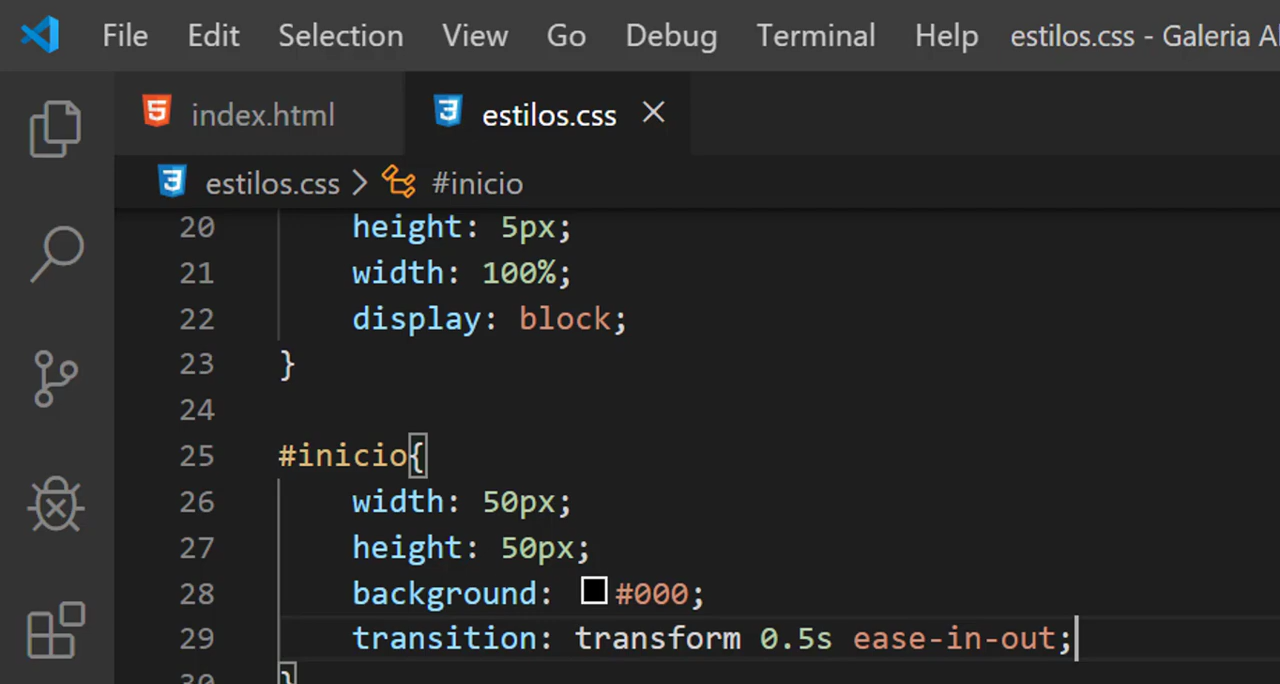 File Edit Selection View Go Debug Terminal Help estilos.css - Galeria
index.html estilos.css
estilos.css #inicio
20 height: 5px;
21 width: 100%;
22 display: block;
23 }
24
25 #inicio{
26 width: 50px;
27 height: 50px;
28 background: #000;
29 transition: transform 0.5s ease-in-out;
30 }